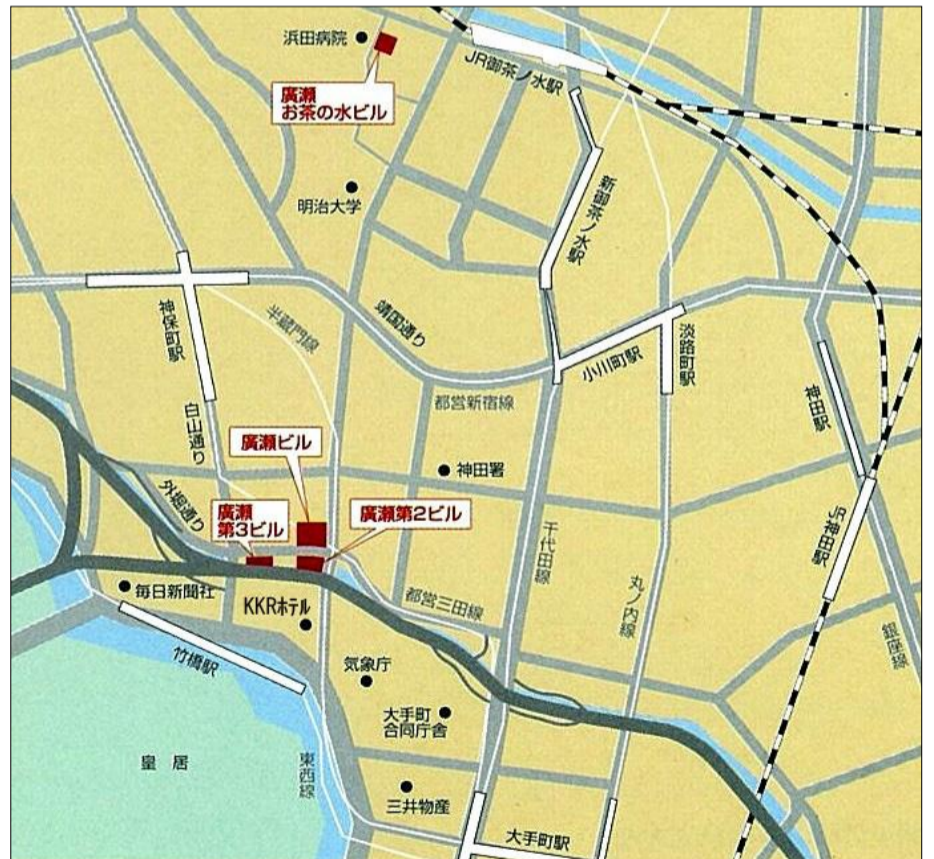 浜田病院
JR御茶ノ水駅
廣瀬
お茶の水ビル
新御茶ノ水駅
明治大学
神保町駅
半蔵門線
靖国通り
小川町駅
淡路町駅
都営新宿線
神田駅
白山通り
廣瀬ビル
神田署
外堀通り
廣瀬
第3ビル
廣瀬第2ビル
千代田線
JR神田駅
毎日新聞社
KKRホテル
都営三田線
丸ノ内線
銀座線
竹橋駅
気象庁
大手町
合同庁舎
皇居
東西線
三井物産
大手町駅